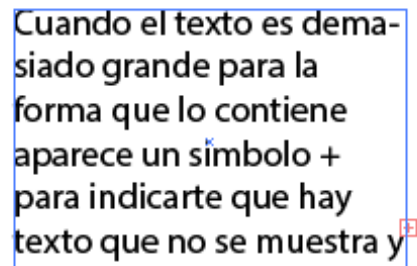 Cuando el texto es dema-
siado grande para la
forma que lo contiene
aparece un símbolo +
para indicarte que hay
texto que no se muestra y